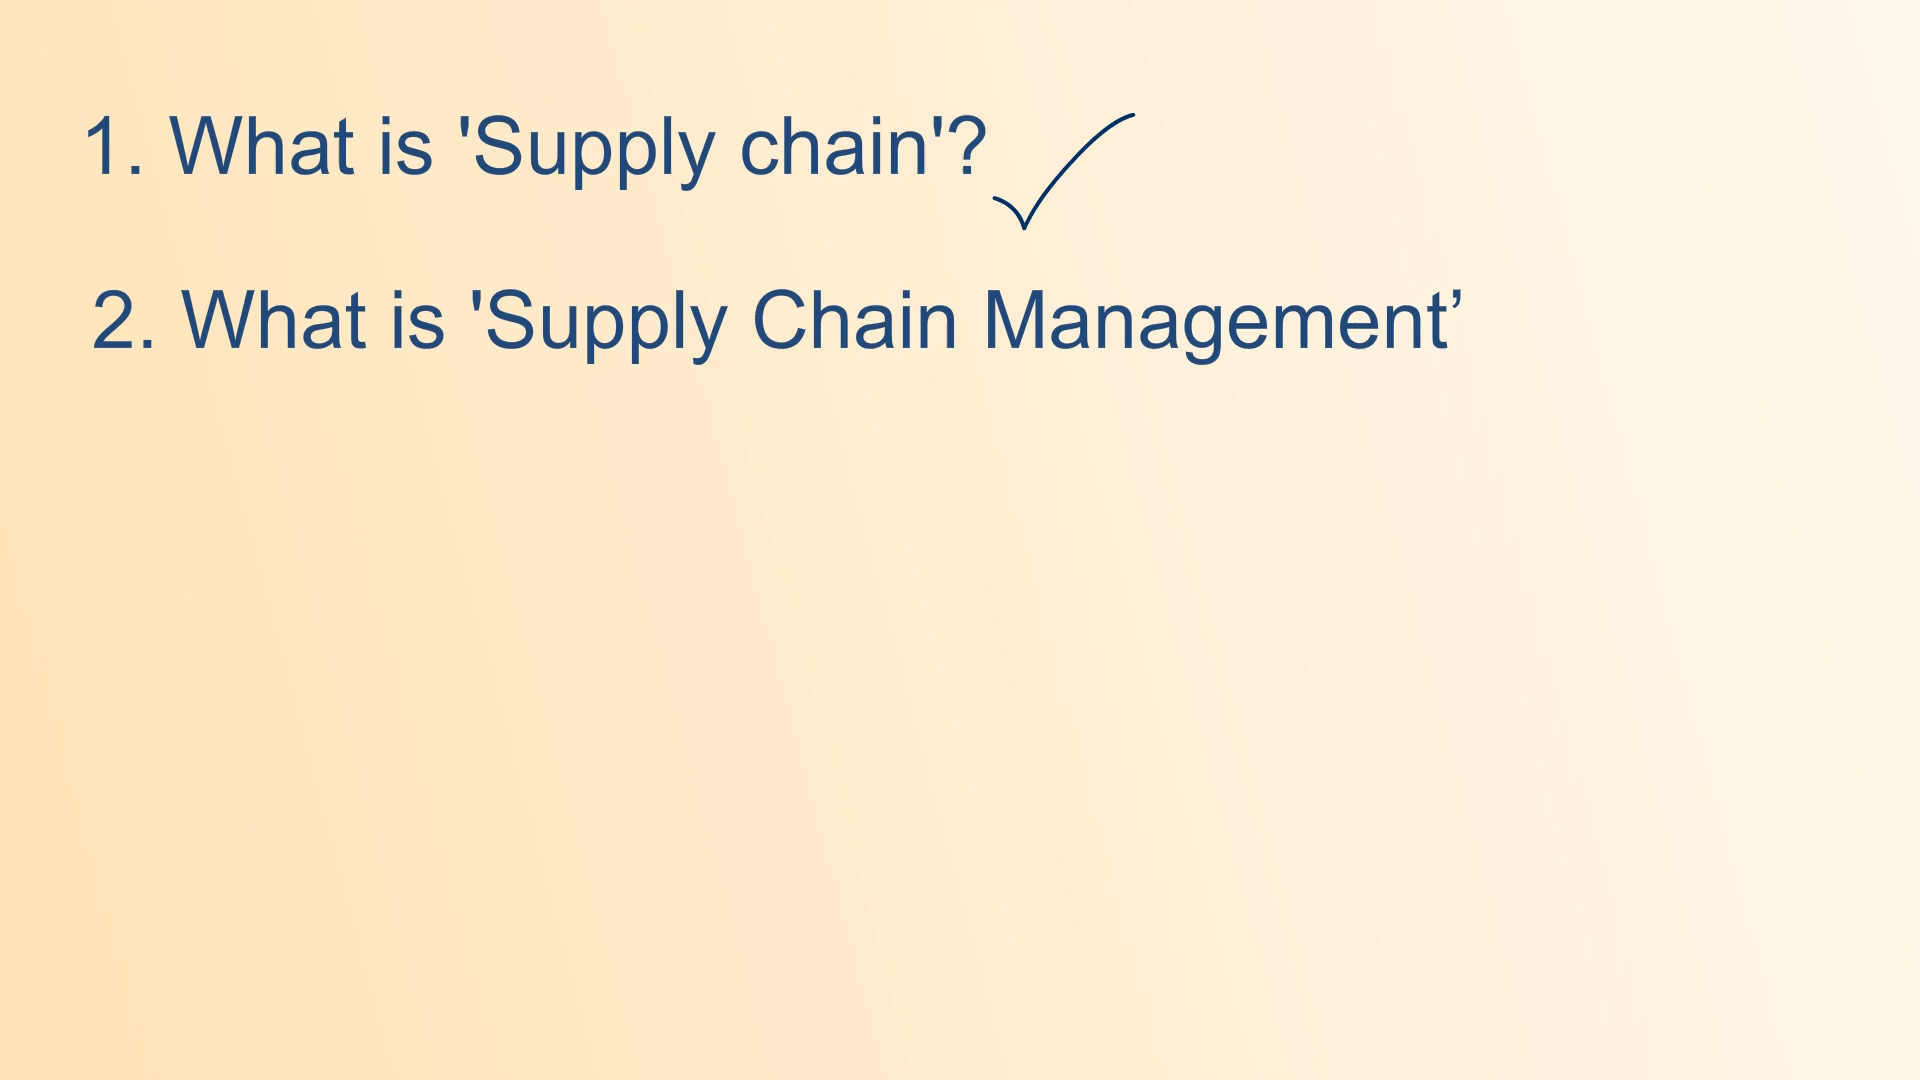 1. What is 'Supply chain'?
2. What is 'Supply Chain Management’